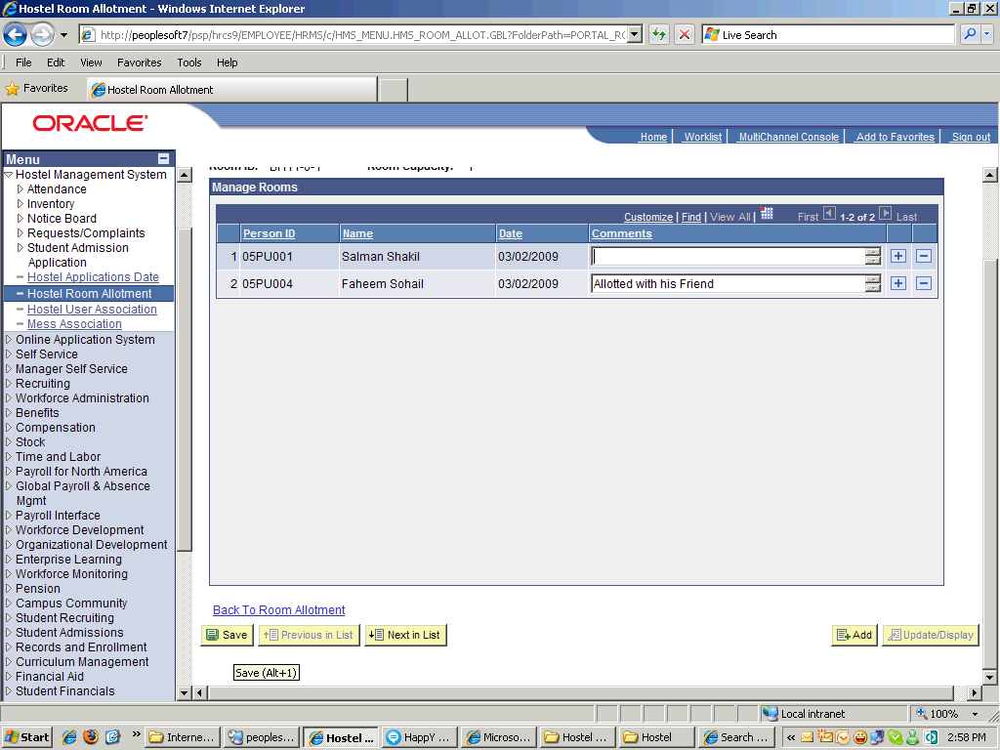 Hostel Room Allotment - Windows Internet Explorer
http://peoplesoft7/psp/hrcs9/EMPLOYEE/HRMS/c/HMS_MENU.HMS_ROOM_ALLOT.GBL?FolderPath=PORTAL_RO
Live Search
File Edit View Favorites Tools Help
Favorites
Hostel Room Allotment
ORACLE
Home Worklist MultiChannel Console Add to Favorites Sign out
Menu
Hostel Management System
Attendance
Inventory
Notice Board
Requests/Complaints
Student Admission
Application
Hostel Applications Date
Hostel Room Allotment
Hostel User Association
Mess Association
Online Application System
Self Service
Manager Self Service
Recruiting
Workforce Administration
Benefits
Compensation
Stock
Time and Labor
Payroll for North America
Global Payroll & Absence
Mgmt
Payroll Interface
Workforce Development
Organizational Development
Enterprise Learning
Workforce Monitoring
Pension
Campus Community
Student Recruiting
Student Admissions
Records and Enrollment
Curriculum Management
Financial Aid
Student Financials
Room ID: Room Capacity:
Manage Rooms
Customize | Find | View All | First 1-2 of 2 Last
Person ID Name Date Comments
1 05PU001 Salman Shakil 03/02/2009
2 05PU004 Faheem Sohail 03/02/2009 Allotted with his Friend
Back To Room Allotment
Save Previous in List Next in List Add Update/Display
Save (Alt+1)
Local intranet 100%
Start » Interne... peoples... Hostel ... HappY Microso... Hostel ... Hostel Search ... « 2:58 PM